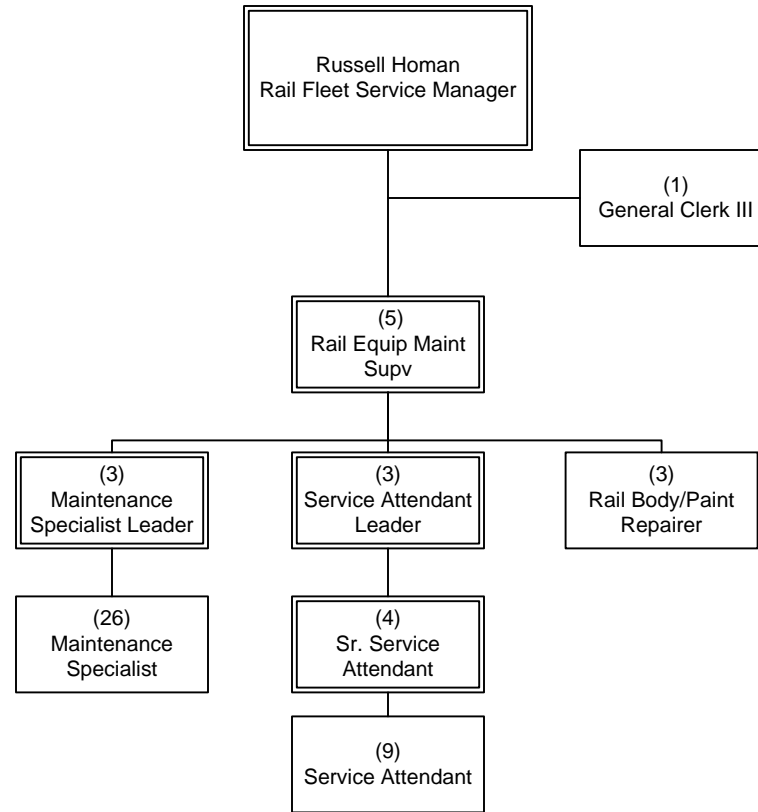 Russell Homan
Rail Fleet Service Manager
(1)
General Clerk III
(5)
Rail Equip Maint
Supv
(3)
Maintenance
Specialist Leader
(3)
Service Attendant
Leader
(3)
Rail Body/Paint
Repairer
(26)
Maintenance
Specialist
(4)
Sr. Service
Attendant
(9)
Service Attendant